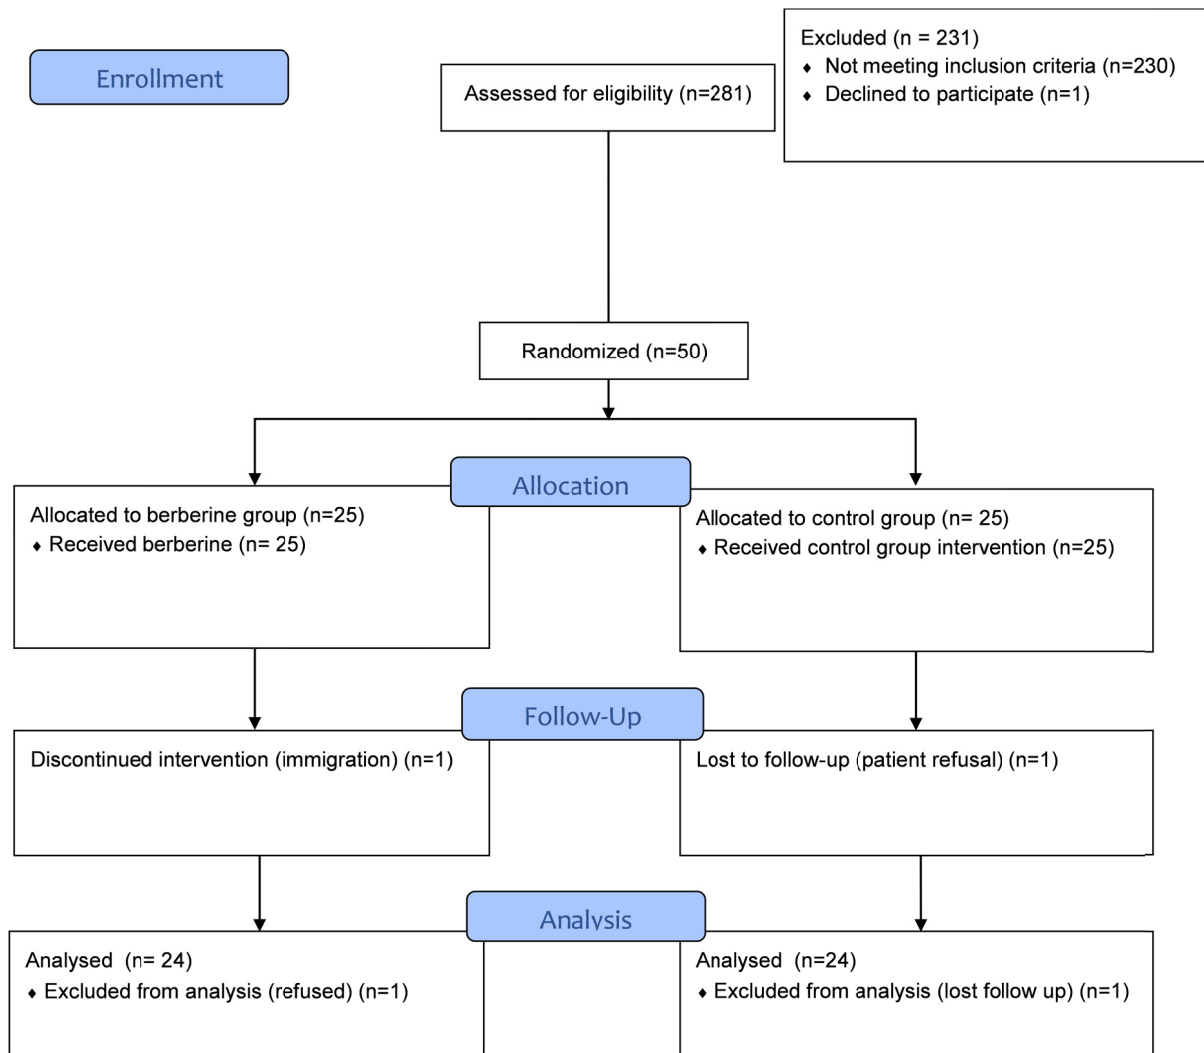 Enrollment
Assessed for eligibility (n=281)
Excluded (n = 231)
♦ Not meeting inclusion criteria (n=230)
♦ Declined to participate (n=1)
Randomized (n=50)
Allocation
Allocated to berberine group (n=25)
♦ Received berberine (n= 25)
Allocated to control group (n= 25)
♦ Received control group intervention (n=25)
Follow-Up
Discontinued intervention (immigration) (n=1)
Lost to follow-up (patient refusal) (n=1)
Analysis
Analysed (n= 24)
♦ Excluded from analysis (refused) (n=1)
Analysed (n=24)
♦ Excluded from analysis (lost follow up) (n=1)